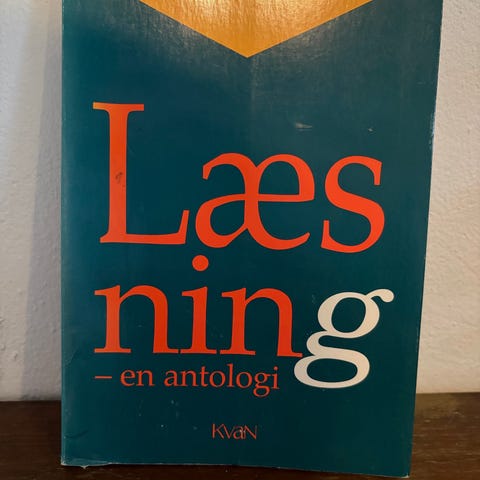 Læs
ning
– en antologi
KVaN